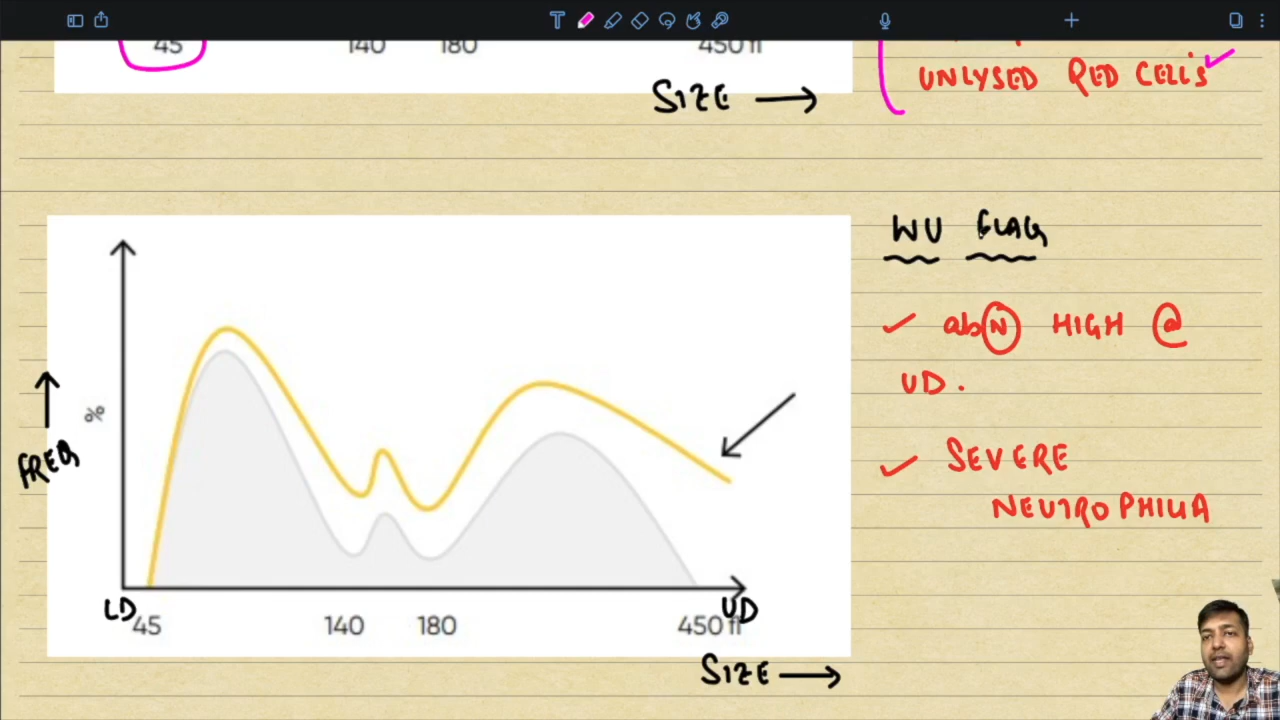 45 140 180 450 fl
UNLYSED RED CELLS
SIZE
WU FLAG
abN HIGH @
UD.
%
FREQ
SEVERE
NEUTROPHILIA
LD UD
45 140 180 450 fl
SIZE